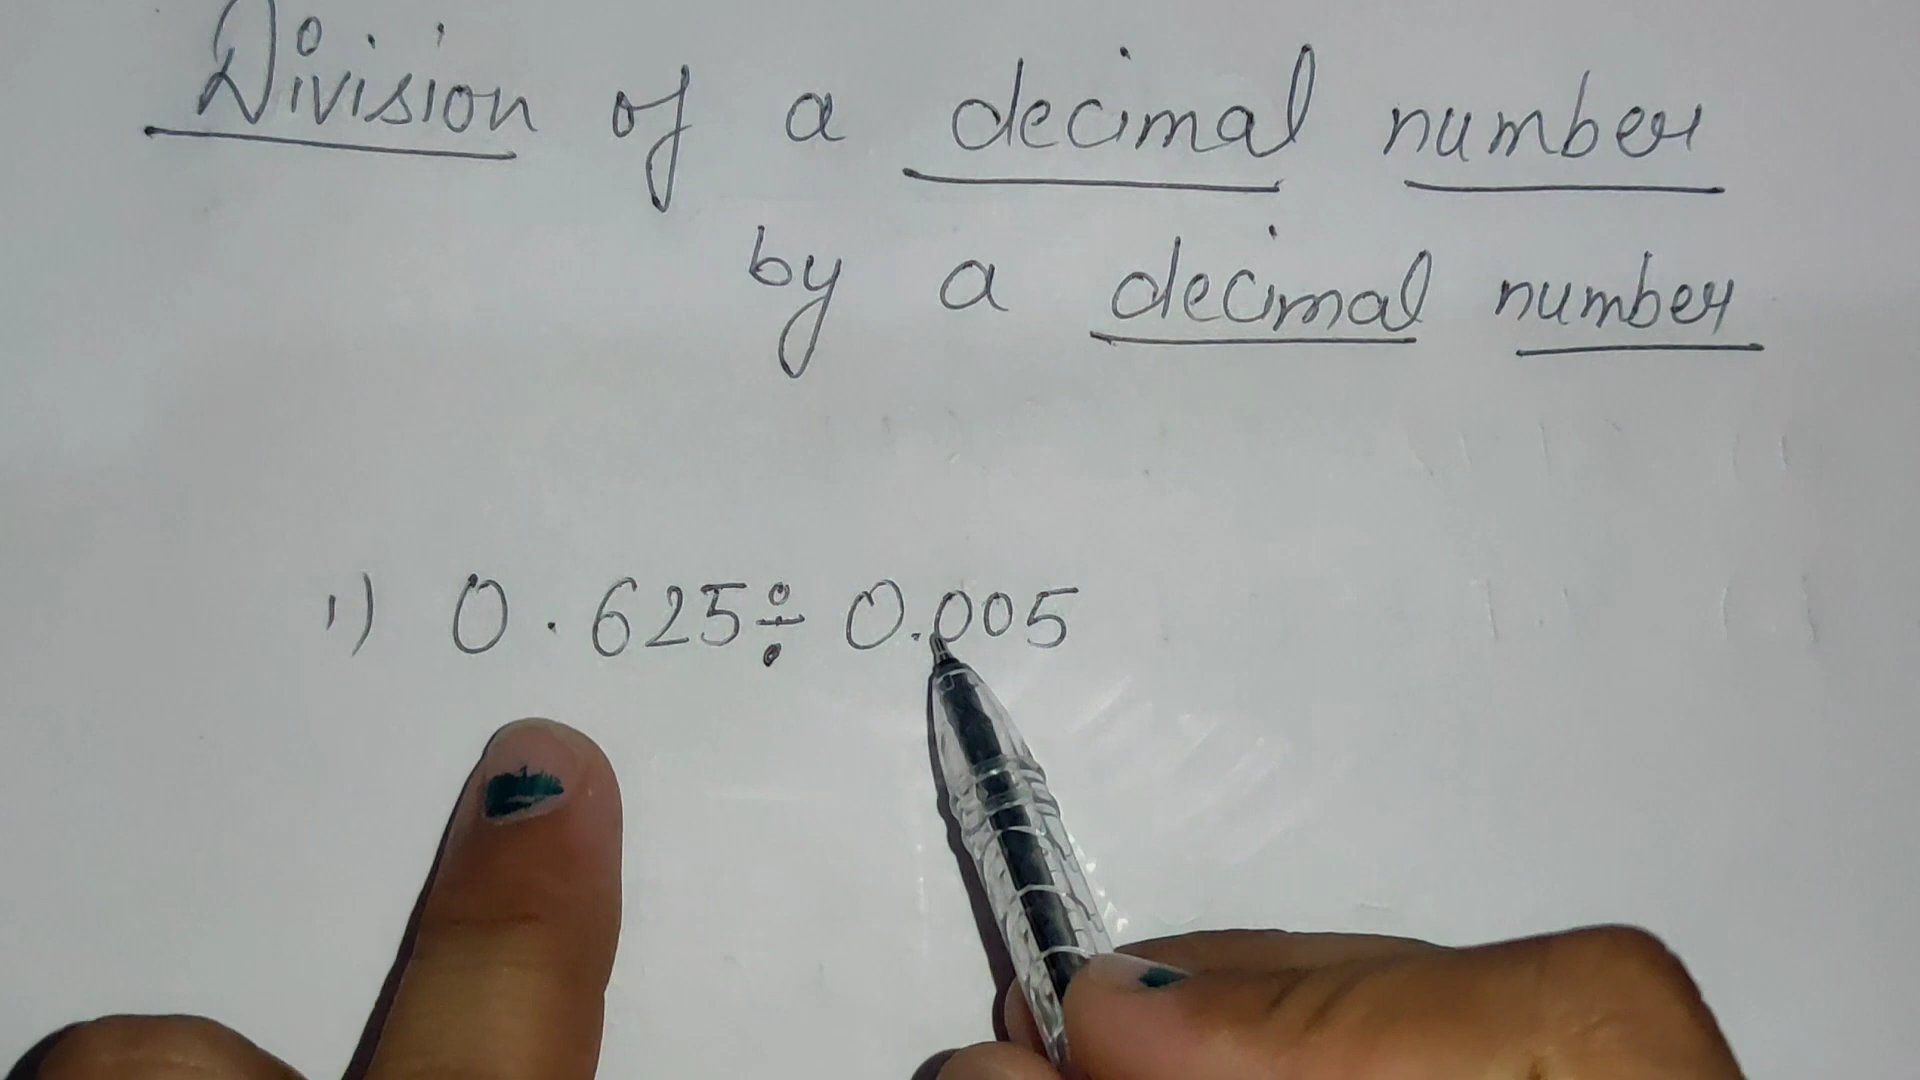 Division of a decimal number
by a decimal number
1) 0.625 ÷ 0.005